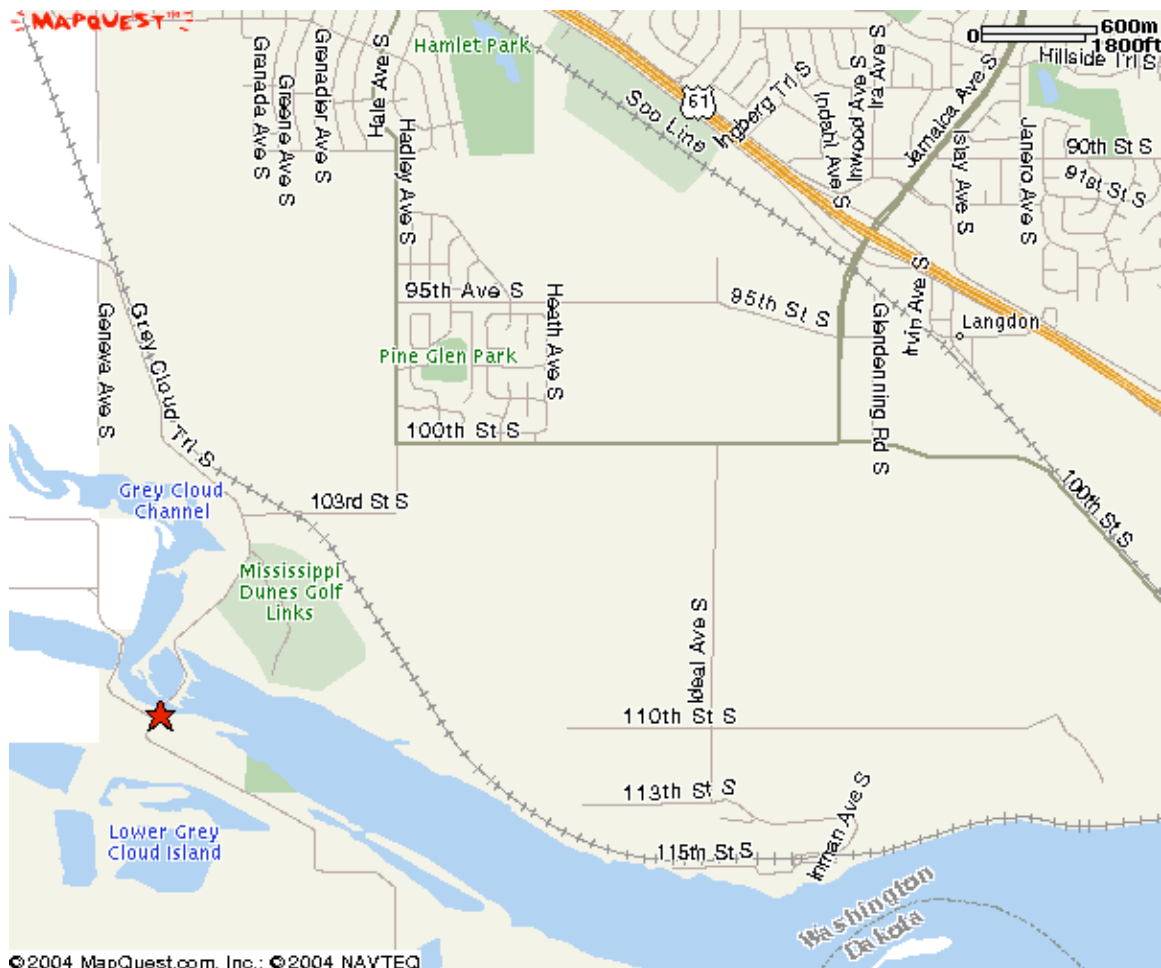 MAPQUEST
600m
0
1800ft
Hamlet Park
Hillside Trl S
Granada Ave S
Greene Ave S
Grenadier Ave S
Hale Ave S
Hadley Ave S
61
Soo Line
Ingberg Trl S
Indahl Ave S
Inwood Ave S
Ira Ave S
Jamaica Ave S
Islay Ave S
Janero Ave S
90th St S
91st St S
95th Ave S
Heath Ave S
95th St S
Glendenning Rd S
Irvin Ave S
Langdon
Geneva Ave S
Grey Cloud Trl S
Pine Glen Park
100th St S
100th St S
Grey Cloud
Channel
103rd St S
Mississippi
Dunes Golf
Links
Ideal Ave S
110th St S
113th St S
Inman Ave S
115th St S
Lower Grey
Cloud Island
Washington
Dakota
©2004 MapQuest.com, Inc.; ©2004 NAVTEQ